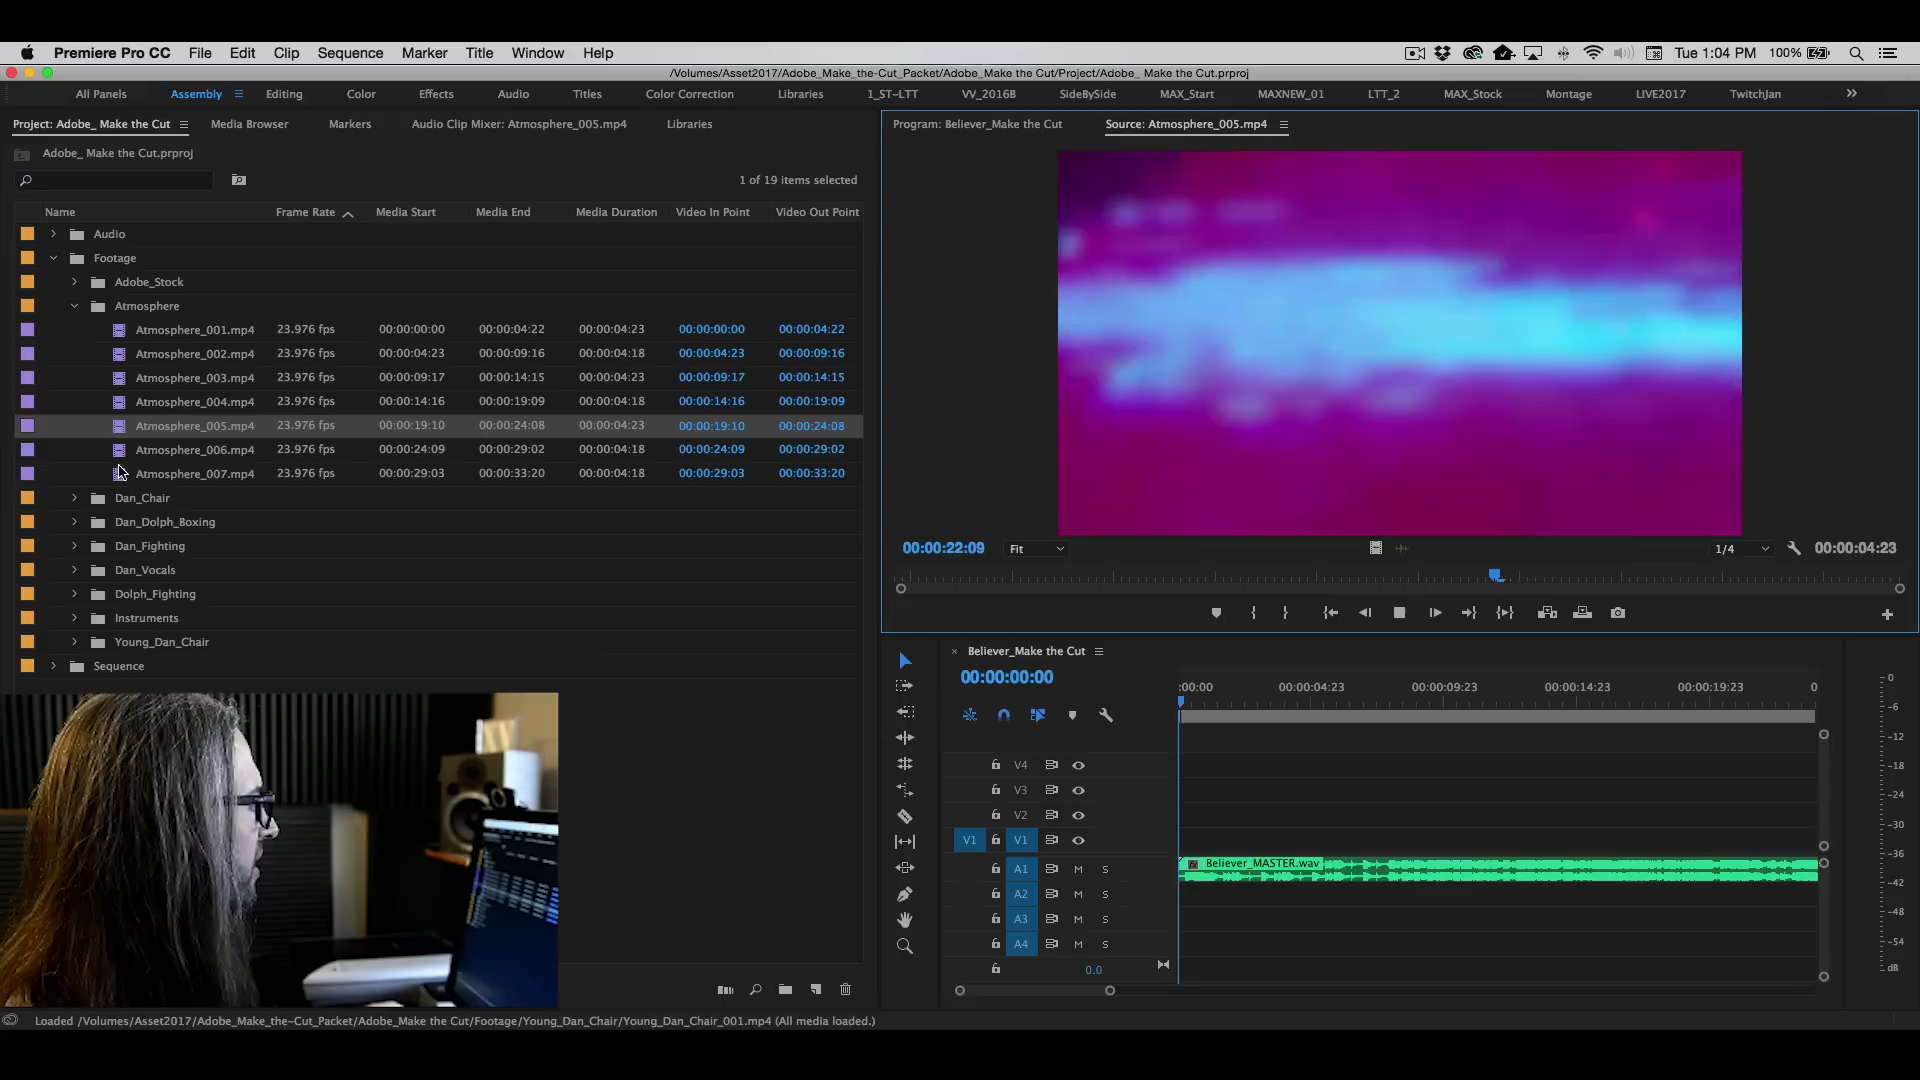 Premiere Pro CC File Edit Clip Sequence Marker Title Window Help Tue 1:04 PM 100%
/Volumes/Asset2017/Adobe_Make_the-Cut_Packet/Adobe_Make the Cut/Project/Adobe_ Make the Cut.prproj
All Panels Assembly Editing Color Effects Audio Titles Color Correction Libraries 1_ST-LTT VV_2016B SideBySide MAX_Start MAXNEW_01 LTT_2 MAX_Stock Montage LIVE2017 TwitchJan
Project: Adobe_ Make the Cut Media Browser Markers Audio Clip Mixer: Atmosphere_005.mp4 Libraries
Adobe_ Make the Cut.prproj
1 of 19 items selected
Name Frame Rate Media Start Media End Media Duration Video In Point Video Out Point
Audio
Footage
Adobe_Stock
Atmosphere
Atmosphere_001.mp4 23.976 fps 00:00:00:00 00:00:04:22 00:00:04:23 00:00:00:00 00:00:04:22
Atmosphere_002.mp4 23.976 fps 00:00:04:23 00:00:09:16 00:00:04:18 00:00:04:23 00:00:09:16
Atmosphere_003.mp4 23.976 fps 00:00:09:17 00:00:14:15 00:00:04:23 00:00:09:17 00:00:14:15
Atmosphere_004.mp4 23.976 fps 00:00:14:16 00:00:19:09 00:00:04:18 00:00:14:16 00:00:19:09
Atmosphere_005.mp4 23.976 fps 00:00:19:10 00:00:24:08 00:00:04:23 00:00:19:10 00:00:24:08
Atmosphere_006.mp4 23.976 fps 00:00:24:09 00:00:29:02 00:00:04:18 00:00:24:09 00:00:29:02
Atmosphere_007.mp4 23.976 fps 00:00:29:03 00:00:33:20 00:00:04:18 00:00:29:03 00:00:33:20
Dan_Chair
Dan_Dolph_Boxing
Dan_Fighting
Dan_Vocals
Dolph_Fighting
Instruments
Young_Dan_Chair
Sequence
Program: Believer_Make the Cut Source: Atmosphere_005.mp4
00:00:22:09 Fit 1/4 00:00:04:23
Believer_Make the Cut
00:00:00:00
:00:00 00:00:04:23 00:00:09:23 00:00:14:23 00:00:19:23 0
V4
V3
V2
V1 V1
A1 M S Believer_MASTER.wav
A2 M S
A3 M S
A4 M S
0.0
0
-6
-12
-18
-24
-30
-36
-42
-48
-54
dB
Loaded /Volumes/Asset2017/Adobe_Make_the-Cut_Packet/Adobe_Make the Cut/Footage/Young_Dan_Chair/Young_Dan_Chair_001.mp4 (All media loaded.)